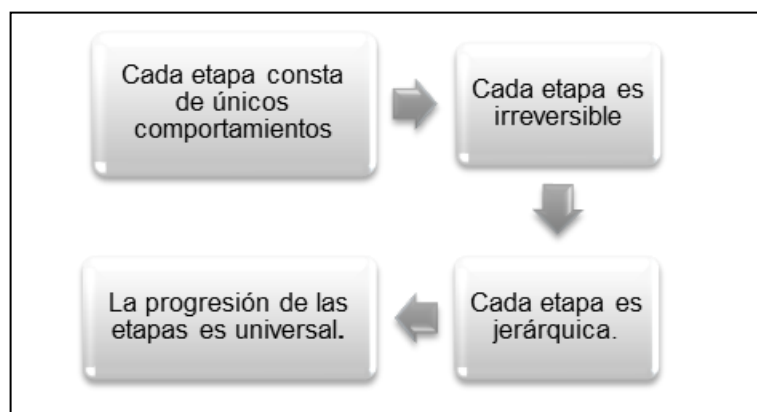 Cada etapa consta
de únicos
comportamientos
Cada etapa es
irreversible
Cada etapa es
jerárquica.
La progresión de las
etapas es universal.